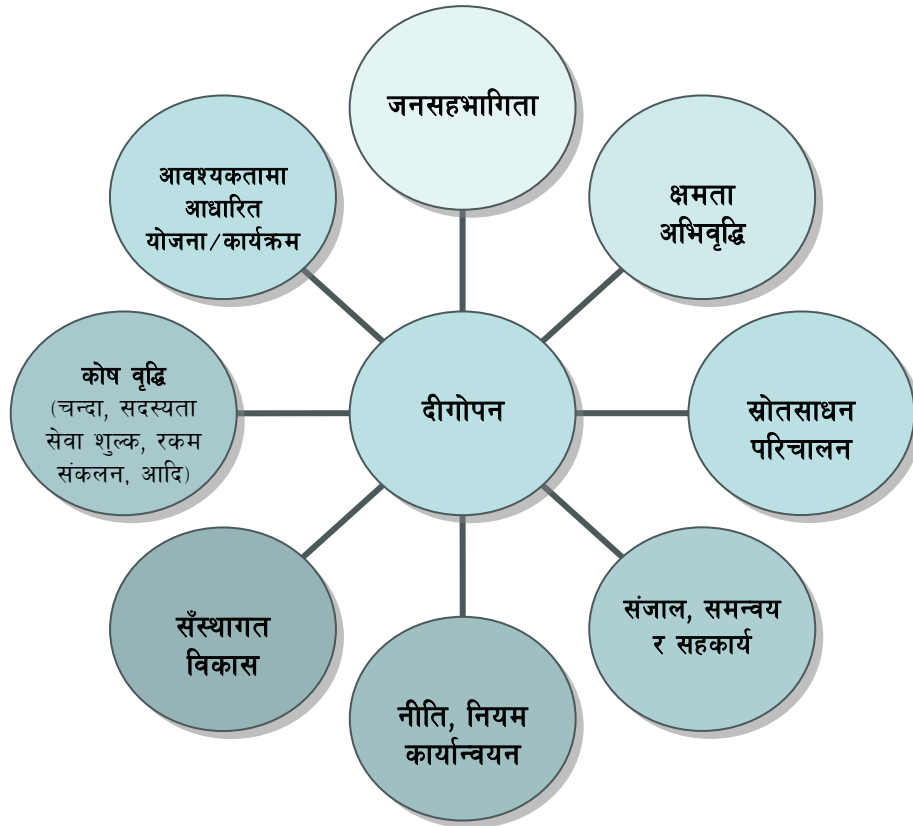 जनसहभागिता
क्षमता
अभिवृद्धि
स्रोतसाधन
परिचालन
संजाल, समन्वय
र सहकार्य
नीति, नियम
कार्यान्वयन
सँस्थागत
विकास
कोष वृद्धि
(चन्दा, सदस्यता
सेवा शुल्क, रकम
संकलन, आदि)
आवश्यकतामा
आधारित
योजना/कार्यक्रम
दीगोपन